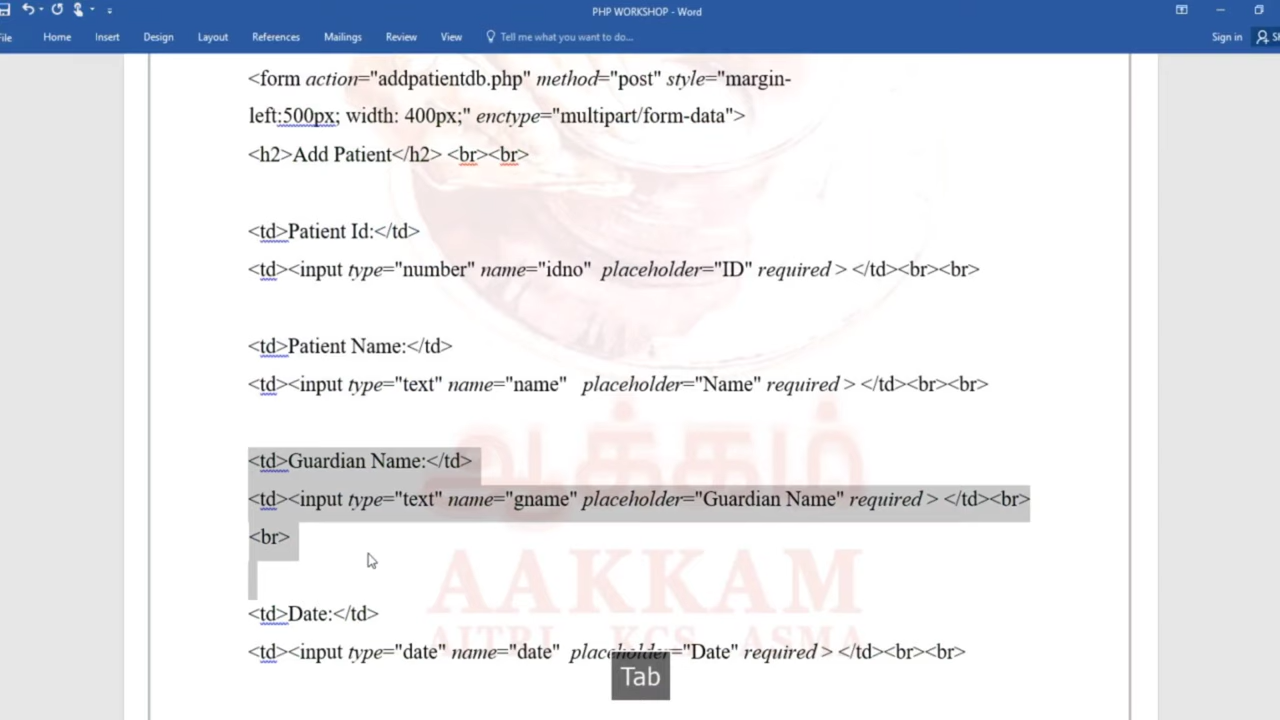 PHP WORKSHOP - Word
File Home Insert Design Layout References Mailings Review View Tell me what you want to do... Sign in
<form action="addpatientdb.php" method="post" style="margin-
left:500px; width: 400px;" enctype="multipart/form-data">
<h2>Add Patient</h2> <br><br>
<td>Patient Id:</td>
<td><input type="number" name="idno" placeholder="ID" required > </td><br><br>
<td>Patient Name:</td>
<td><input type="text" name="name" placeholder="Name" required > </td><br><br>
ஆக்கம்
<td>Guardian Name:</td>
<td><input type="text" name="gname" placeholder="Guardian Name" required > </td><br>
<br>
AAKKAM
<td>Date:</td>
AITRI KCS ASMA
<td><input type="date" name="date" placeholder="Date" required > </td><br><br>
Tab